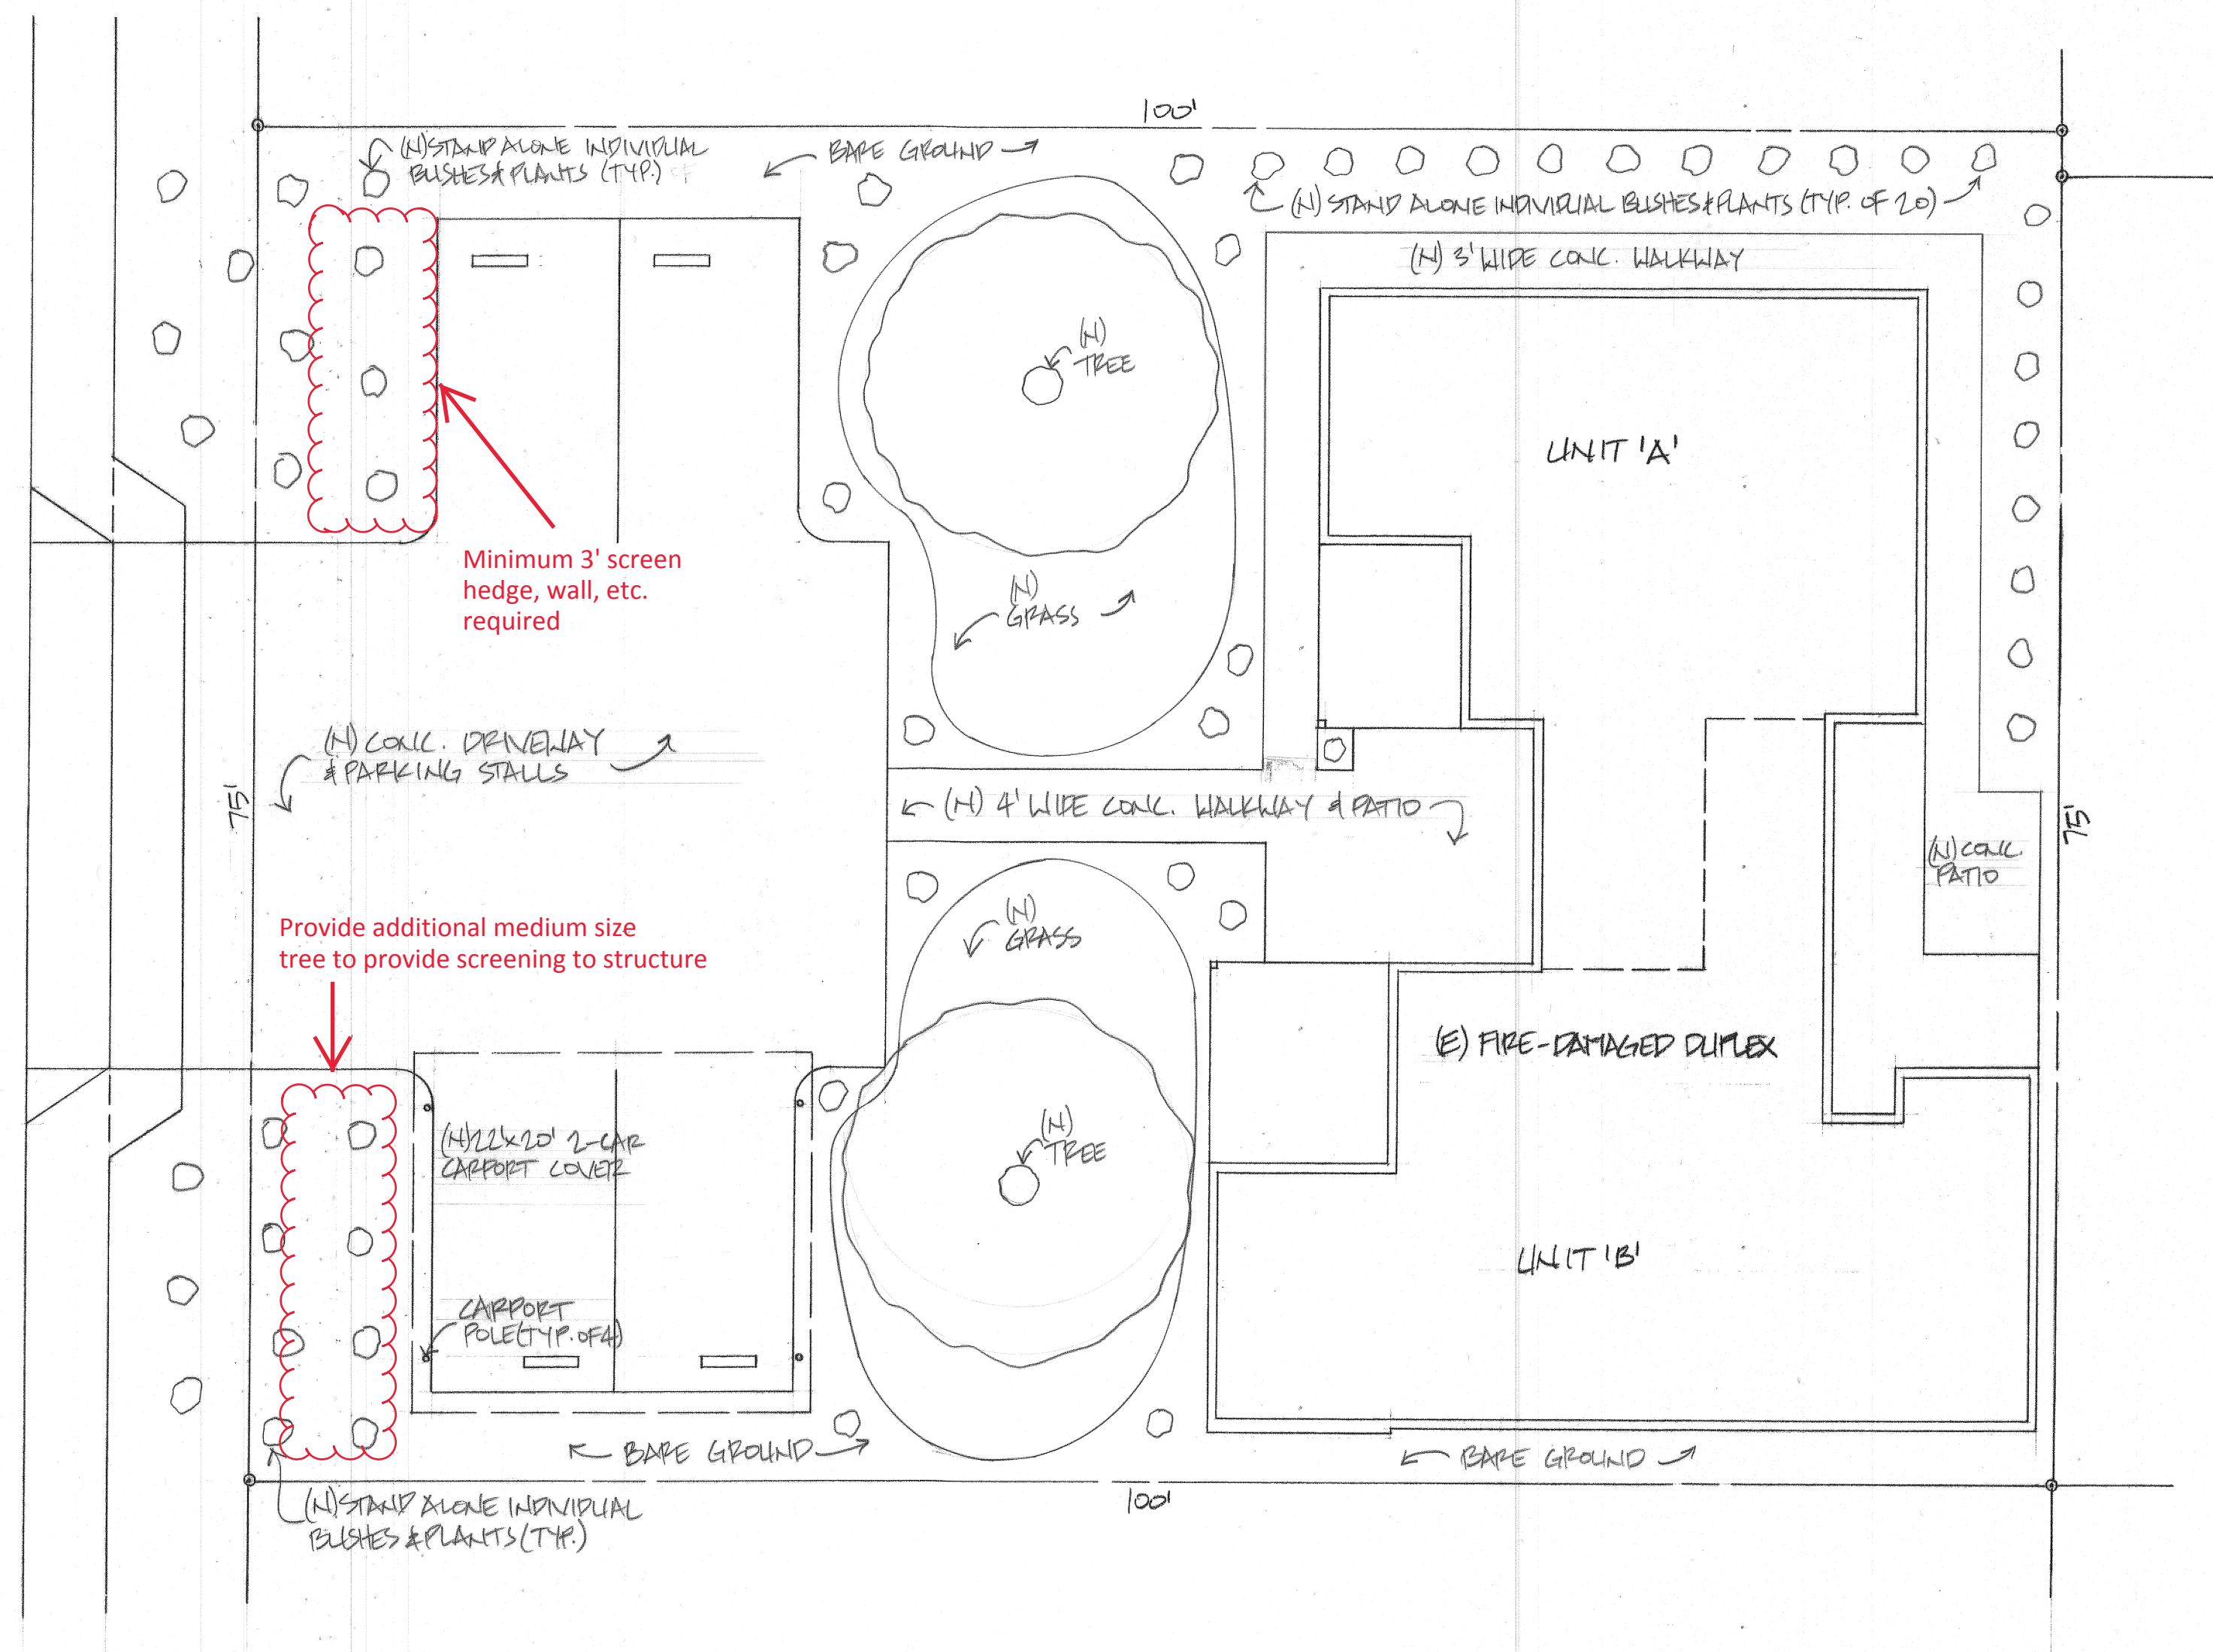 100'
(N) STAND ALONE INDIVIDUAL
BUSHES & PLANTS (TYP.)
BARE GROUND
(N) STAND ALONE INDIVIDUAL BUSHES & PLANTS (TYP. OF 20)
(N) 3' WIDE CONC. WALKWAY
(N)
TREE
UNIT 'A'
Minimum 3' screen
hedge, wall, etc.
required
(N)
GRASS
(N) CONC. DRIVEWAY
& PARKING STALLS
75'
(N) 4' WIDE CONC. WALKWAY & PATIO
75'
(N) CONC.
PATIO
Provide additional medium size
tree to provide screening to structure
(N)
GRASS
(E) FIRE-DAMAGED DUPLEX
(N) 22'x20' 2-CAR
CARPORT COVER
(N)
TREE
UNIT 'B'
CARPORT
POLE (TYP. OF 4)
BARE GROUND
BARE GROUND
100'
(N) STAND ALONE INDIVIDUAL
BUSHES & PLANTS (TYP.)